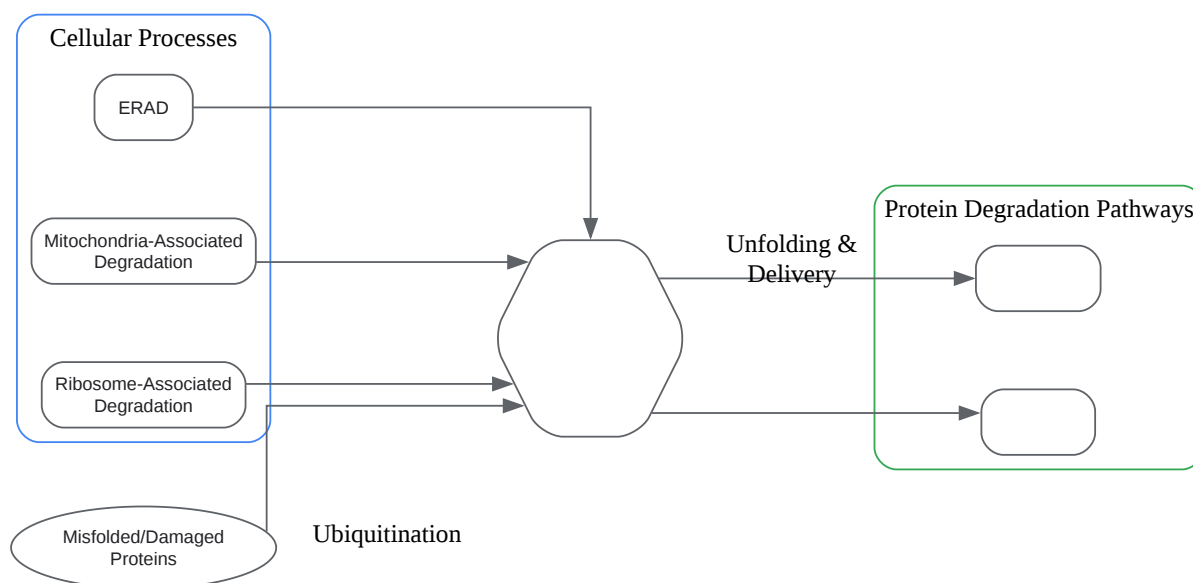 Cellular Processes
ERAD
Mitochondria-Associated
Degradation
Ribosome-Associated
Degradation
Misfolded/Damaged
Proteins
Ubiquitination
Unfolding &
Delivery
Protein Degradation Pathways